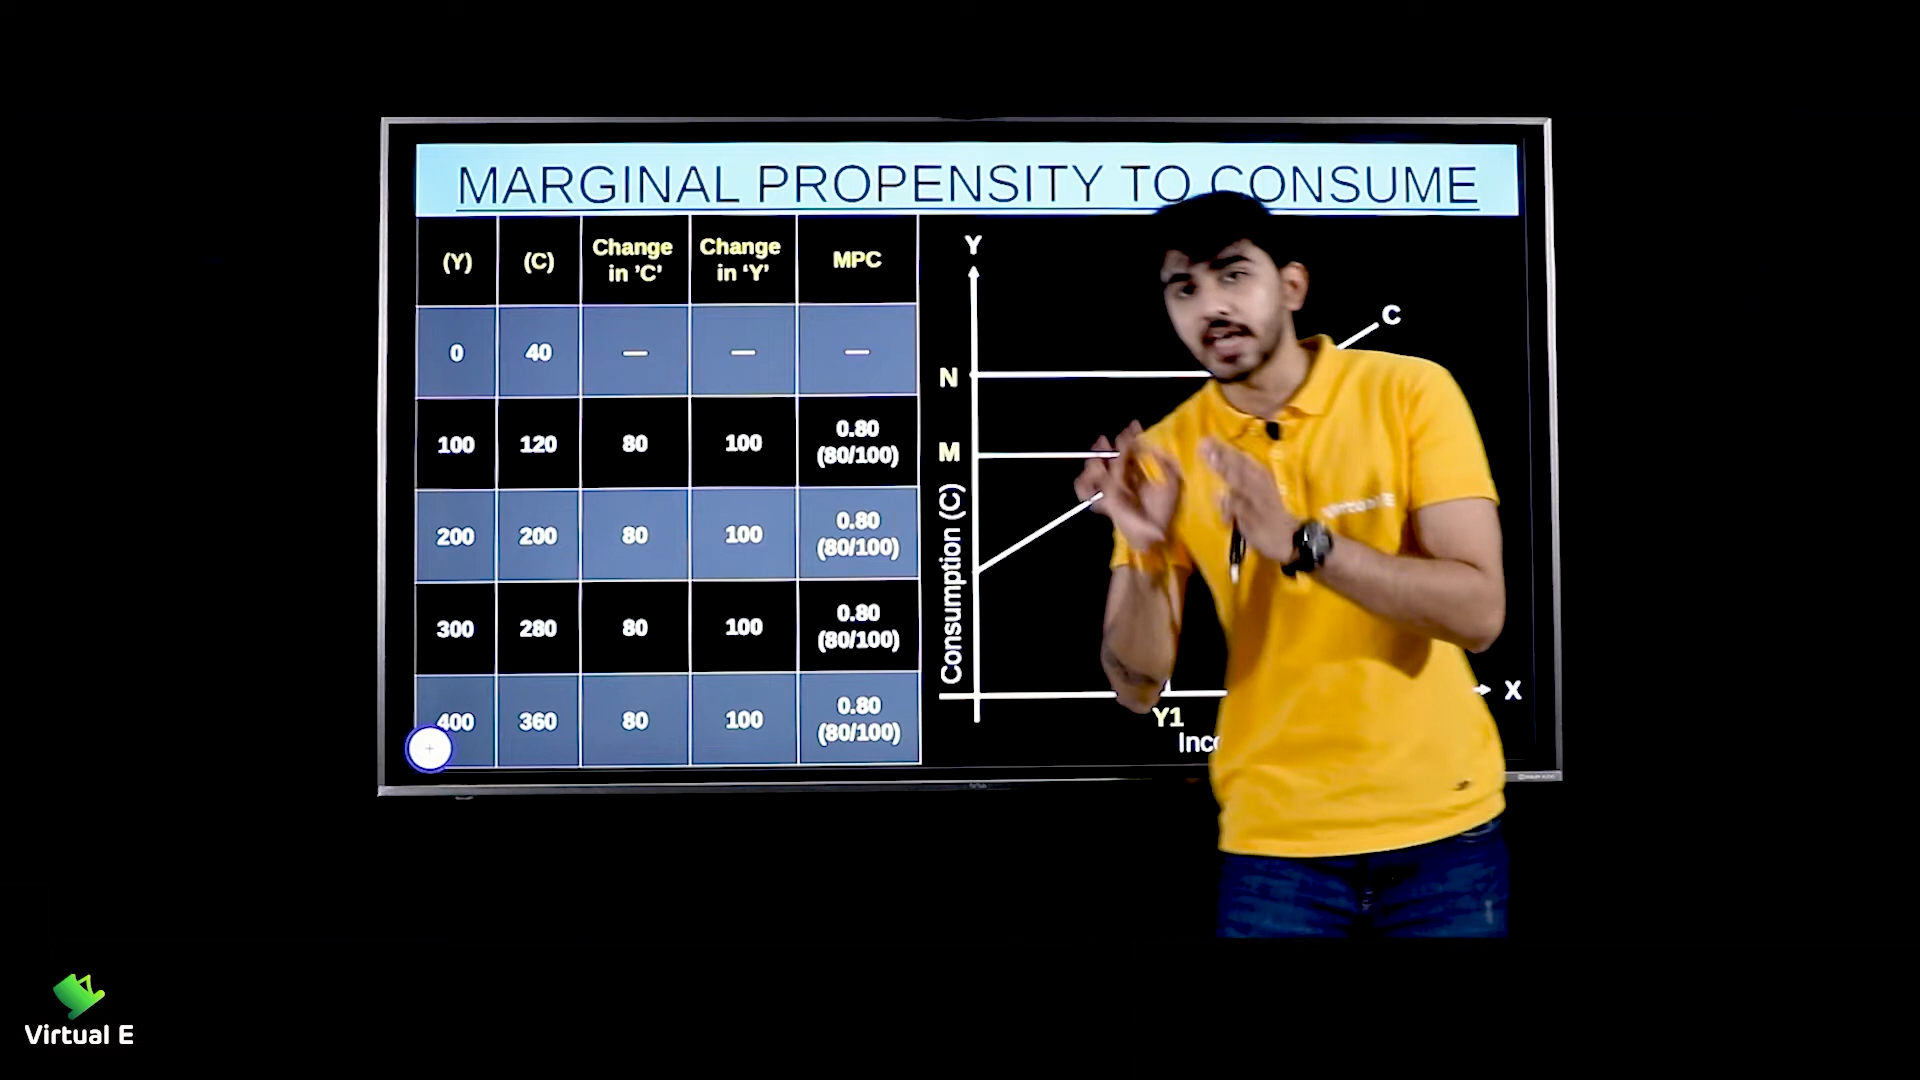 MARGINAL PROPENSITY TO CONSUME
(Y) (C) Change in 'C' Change in ‘Y’ MPC
0 40 — — —
100 120 80 100 0.80 (80/100)
200 200 80 100 0.80 (80/100)
300 280 80 100 0.80 (80/100)
400 360 80 100 0.80 (80/100)
Y
C
N
M
Consumption (C)
X
Y1
Virtual E